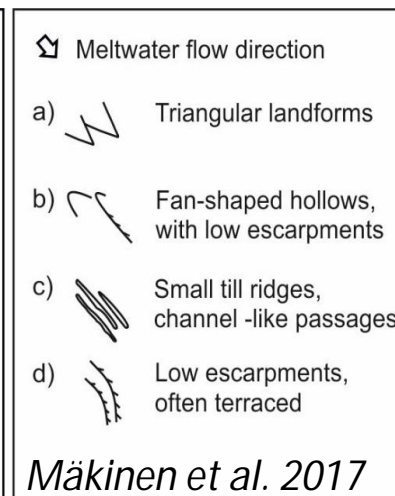 Meltwater flow direction
a) Triangular landforms
b) Fan-shaped hollows,
with low escarpments
c) Small till ridges,
channel -like passages
d) Low escarpments,
often terraced
Mäkinen et al. 2017